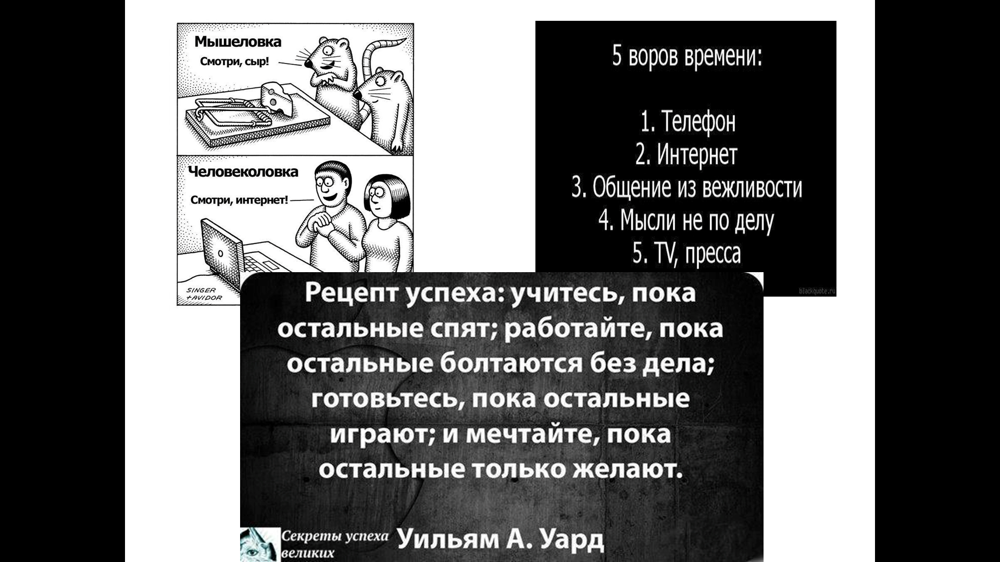 Мышеловка
Смотри, сыр!
Человеколовка
Смотри, интернет!
SINGER
+AVIDOR
5 воров времени:
1. Телефон
2. Интернет
3. Общение из вежливости
4. Мысли не по делу
5. TV, пресса
blackquote.ru
Рецепт успеха: учитесь, пока
остальные спят; работайте, пока
остальные болтаются без дела;
готовьтесь, пока остальные
играют; и мечтайте, пока
остальные только желают.
Секреты успеха
великих
Уильям А. Уард